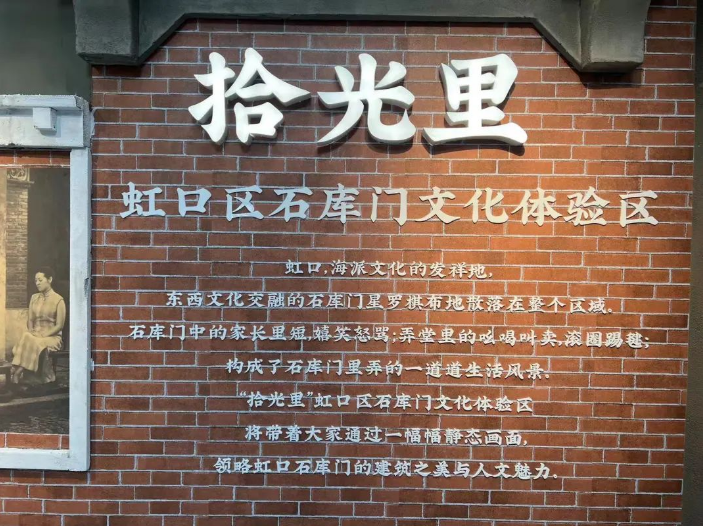 拾光里
虹口区石库门文化体验区
虹口,海派文化的发祥地,
东西文化交融的石库门星罗棋布地散落在整个区域。
石库门中的家长里短,嬉笑怒骂;弄堂里的吆喝叫卖,滚圈踢毽;
构成了石库门里弄的一道道生活风景。
“拾光里”虹口区石库门文化体验区
将带着大家通过一幅幅静态画面,
领略虹口石库门的建筑之美与人文魅力。